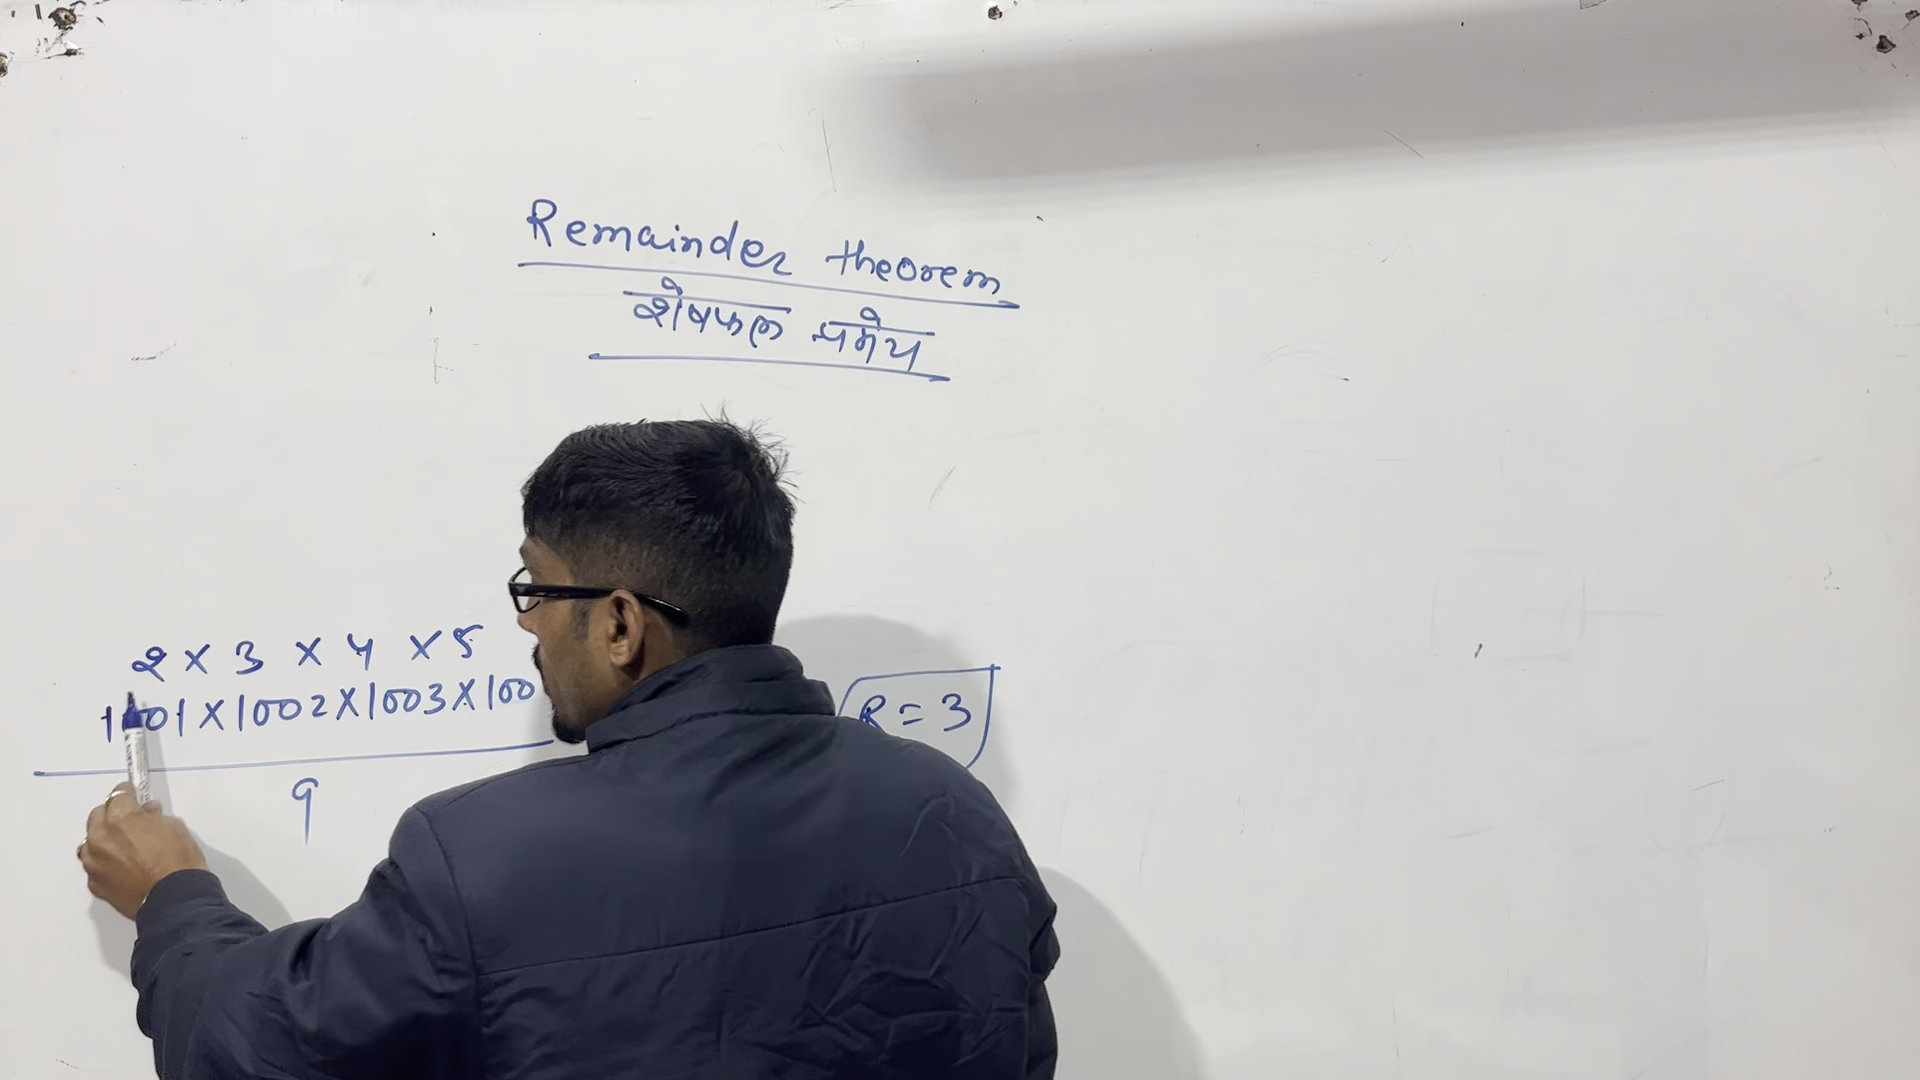 Remainder theorem
शेषफल प्रमेय
2 × 3 × 4 × 5
1001 × 1002 × 1003 × 100
9
R = 3